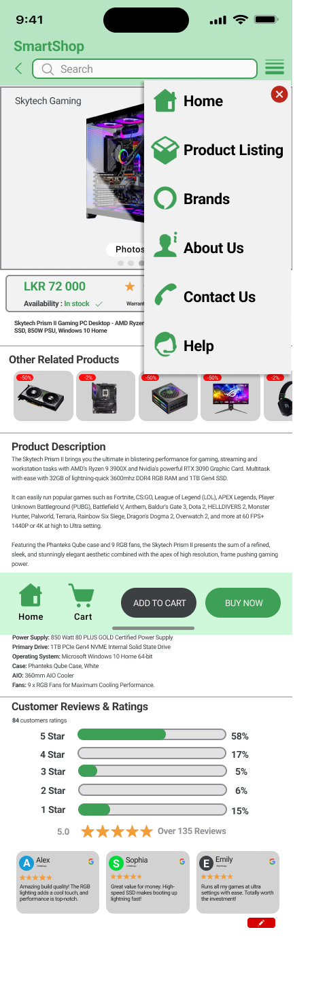 9:41
SmartShop
Search
Skytech Gaming
Home
Product Listing
Brands
About Us
Contact Us
Help
Photos
LKR 72 000
Availability : In stock
Skytech Prism II Gaming PC Desktop - AMD Ryzen
SSD, 850W PSU, Windows 10 Home
Other Related Products
-50%
-2%
-50%
-50%
-2%
Product Description
The Skytech Prism II brings you the ultimate in blistering performance for gaming, streaming and
workstation tasks with AMD's Ryzen 9 3900X and Nvidia's powerful RTX 3090 Graphic Card. Multitask
with ease with 32GB of lightning-quick 3600mhz DDR4 RGB RAM and 1TB Gen4 SSD.
It can easily run popular games such as Fortnite, CS:GO, League of Legend (LOL), APEX Legends, Player
Unknown Battleground (PUBG), Battlefield V, Anthem, Baldur's Gate 3, Dota 2, HELLDIVERS 2, Monster
Hunter, Palworld, Terraria, Rainbow Six Siege, Dragon's Dogma 2, Overwatch 2, and more at 60 FPS+
1440P or 4K at high to Ultra setting.
Featuring the Phanteks Qube case and 9 RGB fans, the Skytech Prism II presents the sum of a refined,
sleek, and stunningly elegant aesthetic combined with the apex of high resolution, frame pushing gaming
power.
Home
Cart
ADD TO CART
BUY NOW
Power Supply: 850 Watt 80 PLUS GOLD Certified Power Supply
Primary Drive: 1TB PCIe Gen4 NVME Internal Solid State Drive
Operating System: Microsoft Windows 10 Home 64-bit
Case: Phanteks Qube Case, White
AIO: 360mm AIO Cooler
Fans: 9 x RGB Fans for Maximum Cooling Performance.
Customer Reviews & Ratings
84 customers ratings
5 Star 58%
4 Star 17%
3 Star 5%
2 Star 6%
1 Star 15%
5.0 Over 135 Reviews
A Alex
Amazing build quality! The RGB
lighting adds a cool touch, and
performance is top-notch.
S Sophia
Great value for money. High-
speed SSD makes booting up
lightning fast!
E Emily
Runs all my games at ultra
settings with ease. Totally worth
the investment!